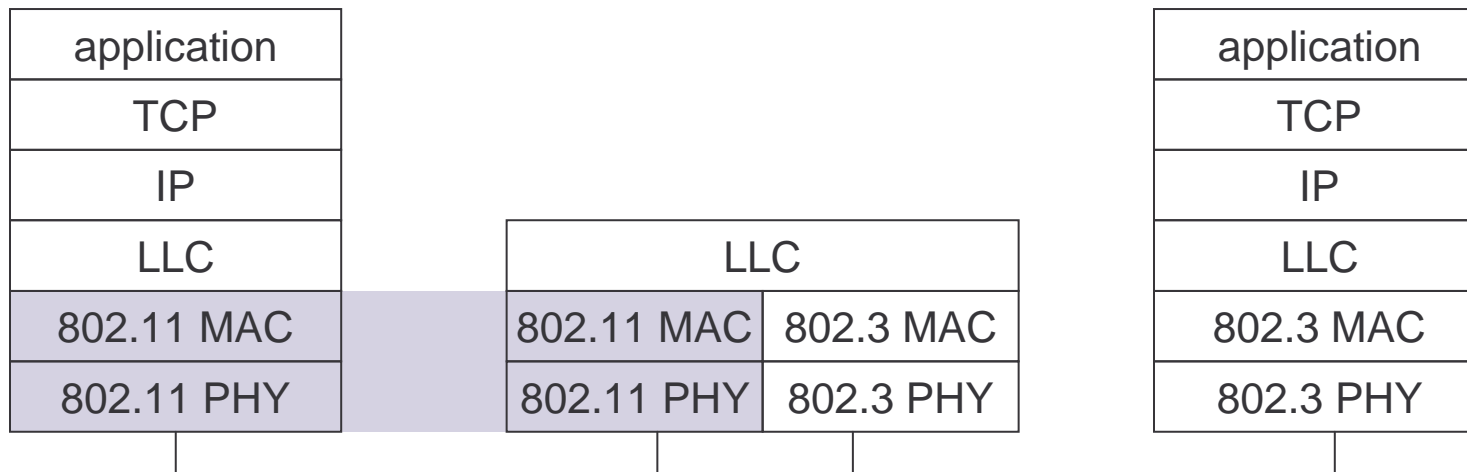 application
TCP
IP
LLC
802.11 MAC
802.11 PHY
LLC
802.11 MAC 802.3 MAC
802.11 PHY 802.3 PHY
application
TCP
IP
LLC
802.3 MAC
802.3 PHY